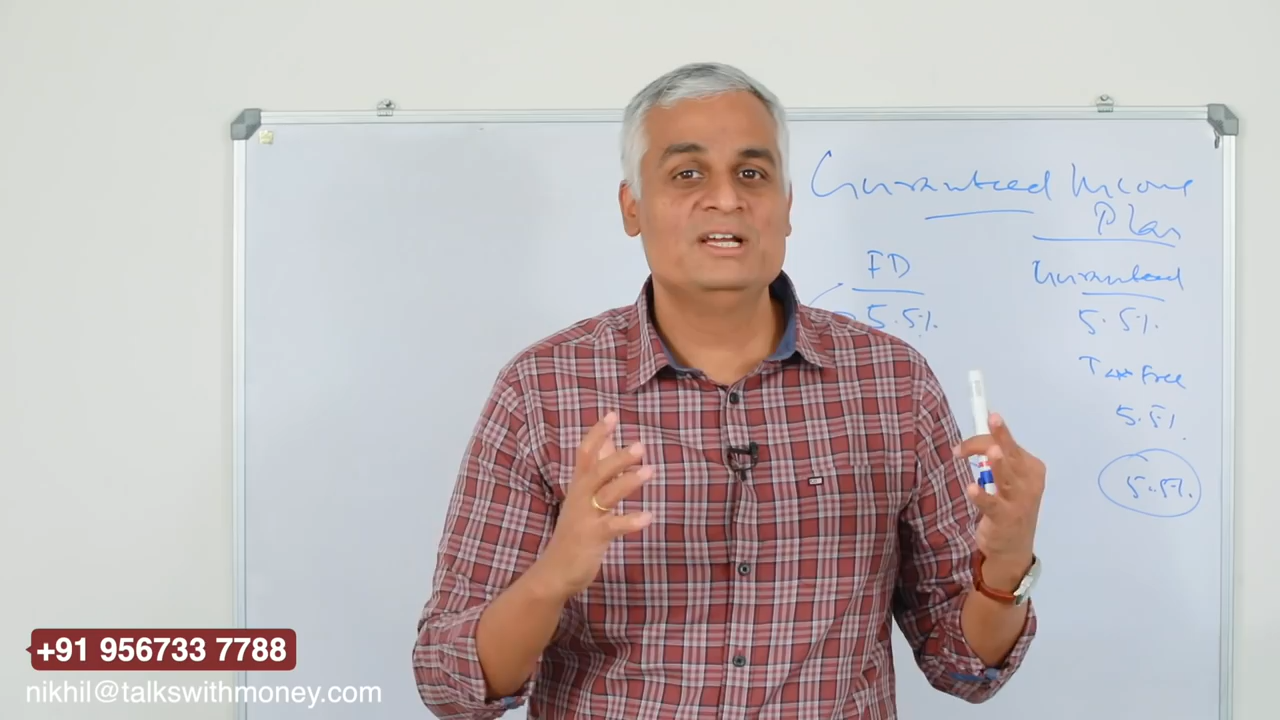 Guaranteed Income
Plan
FD
5.5%
Guaranteed
5.5%
Tax Free
5.5%
5.5%
+91 956733 7788
nikhil@talkswithmoney.com